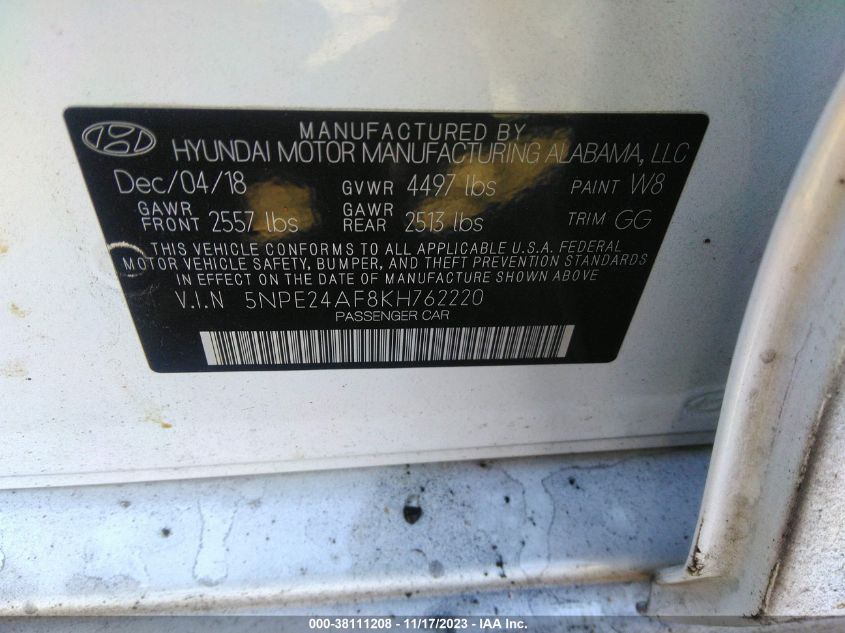 MANUFACTURED BY
HYUNDAI MOTOR MANUFACTURING ALABAMA, LLC
Dec/04/18 GVWR 4497 lbs PAINT W8
GAWR FRONT 2557 lbs GAWR REAR 2513 lbs TRIM GG
THIS VEHICLE CONFORMS TO ALL APPLICABLE U.S.A. FEDERAL
MOTOR VEHICLE SAFETY, BUMPER, AND THEFT PREVENTION STANDARDS
IN EFFECT ON THE DATE OF MANUFACTURE SHOWN ABOVE
V.I.N 5NPE24AF8KH762220
PASSENGER CAR
000-38111208 - 11/17/2023 - IAA